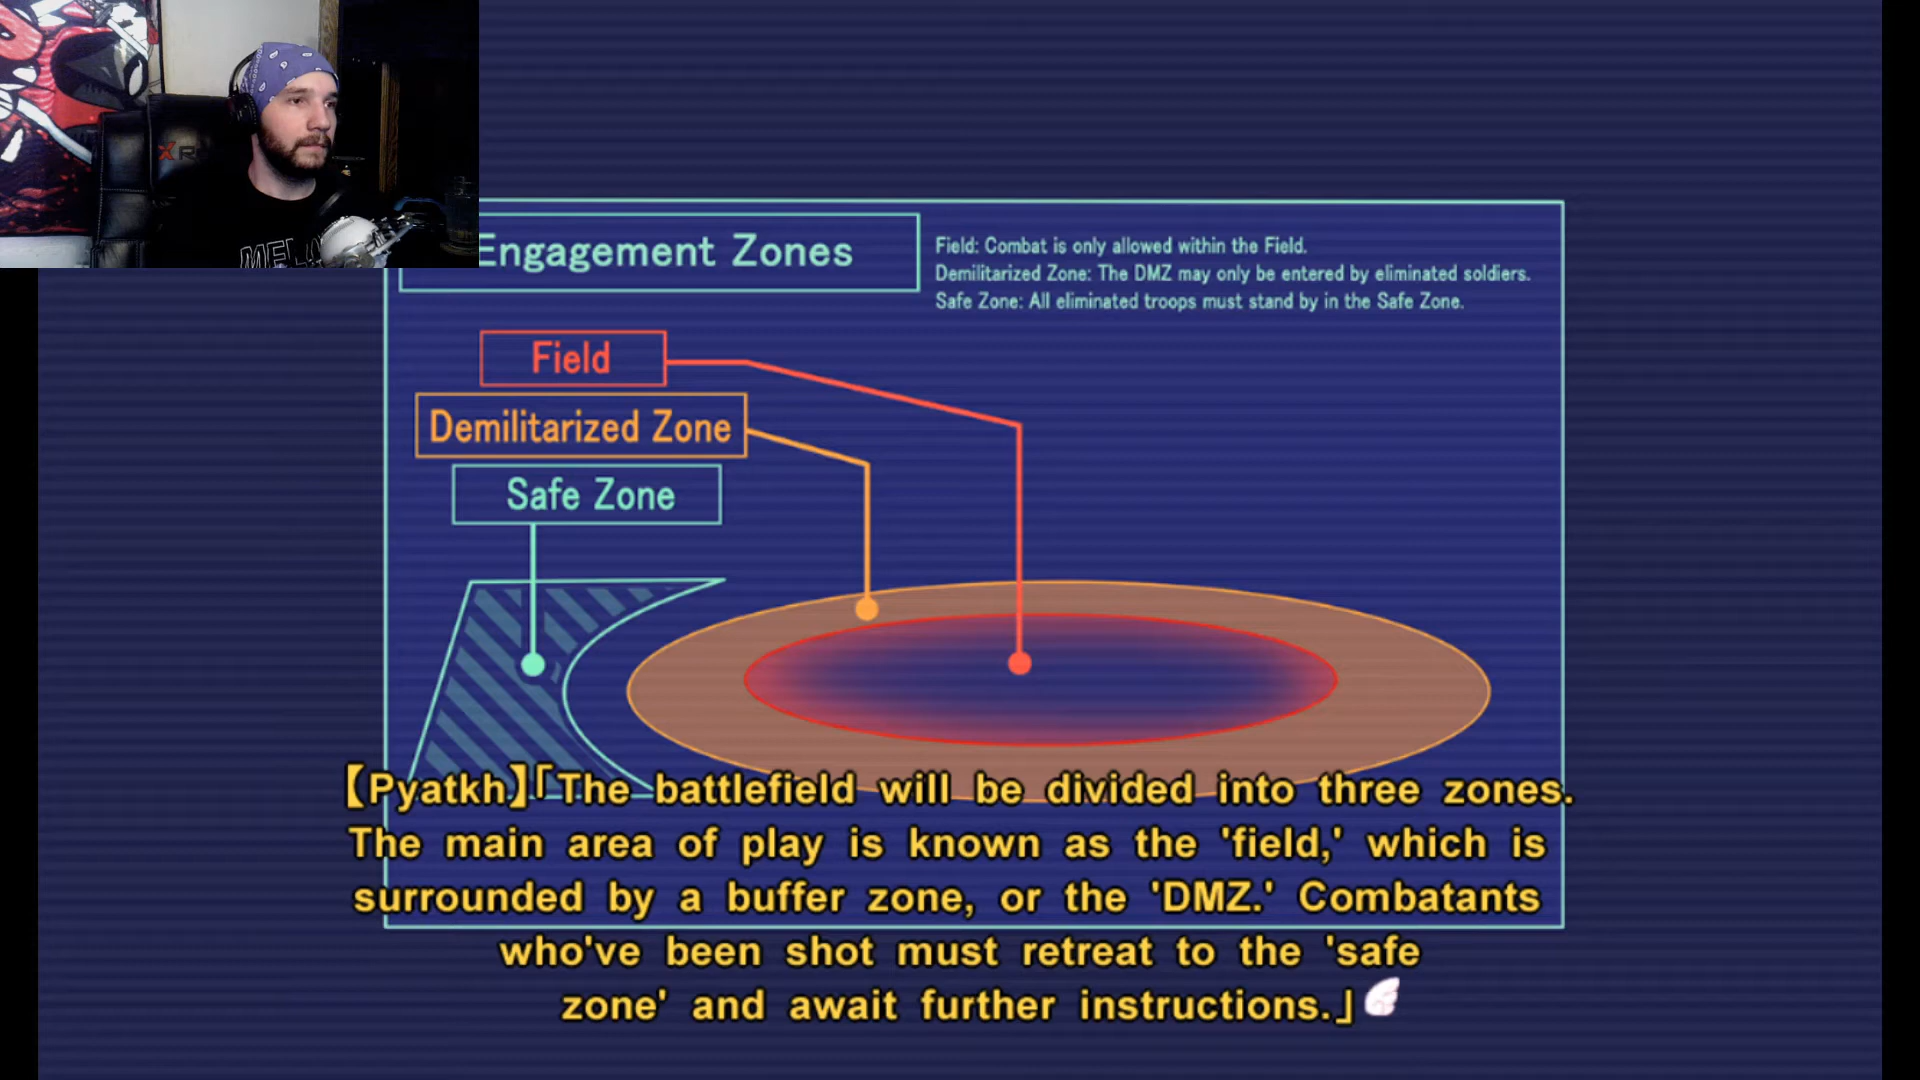 Engagement Zones
Field: Combat is only allowed within the Field.
Demilitarized Zone: The DMZ may only be entered by eliminated soldiers.
Safe Zone: All eliminated troops must stand by in the Safe Zone.
Field
Demilitarized Zone
Safe Zone
【Pyatkh】「The battlefield will be divided into three zones.
The main area of play is known as the 'field,' which is
surrounded by a buffer zone, or the 'DMZ.' Combatants
who've been shot must retreat to the 'safe
zone' and await further instructions.」